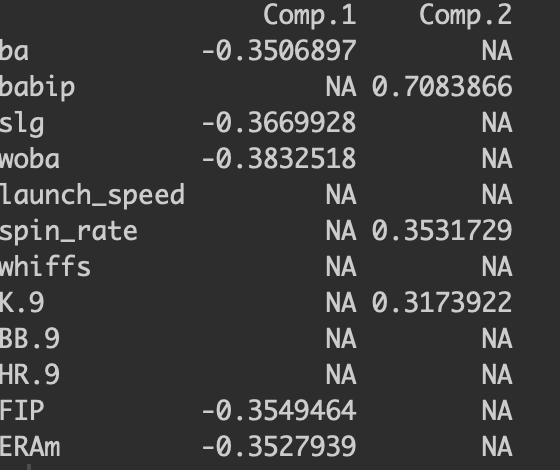 Comp.1 Comp.2
ba -0.3506897 NA
babip NA 0.7083866
slg -0.3669928 NA
woba -0.3832518 NA
launch_speed NA NA
spin_rate NA 0.3531729
whiffs NA NA
K.9 NA 0.3173922
BB.9 NA NA
HR.9 NA NA
FIP -0.3549464 NA
ERAm -0.3527939 NA